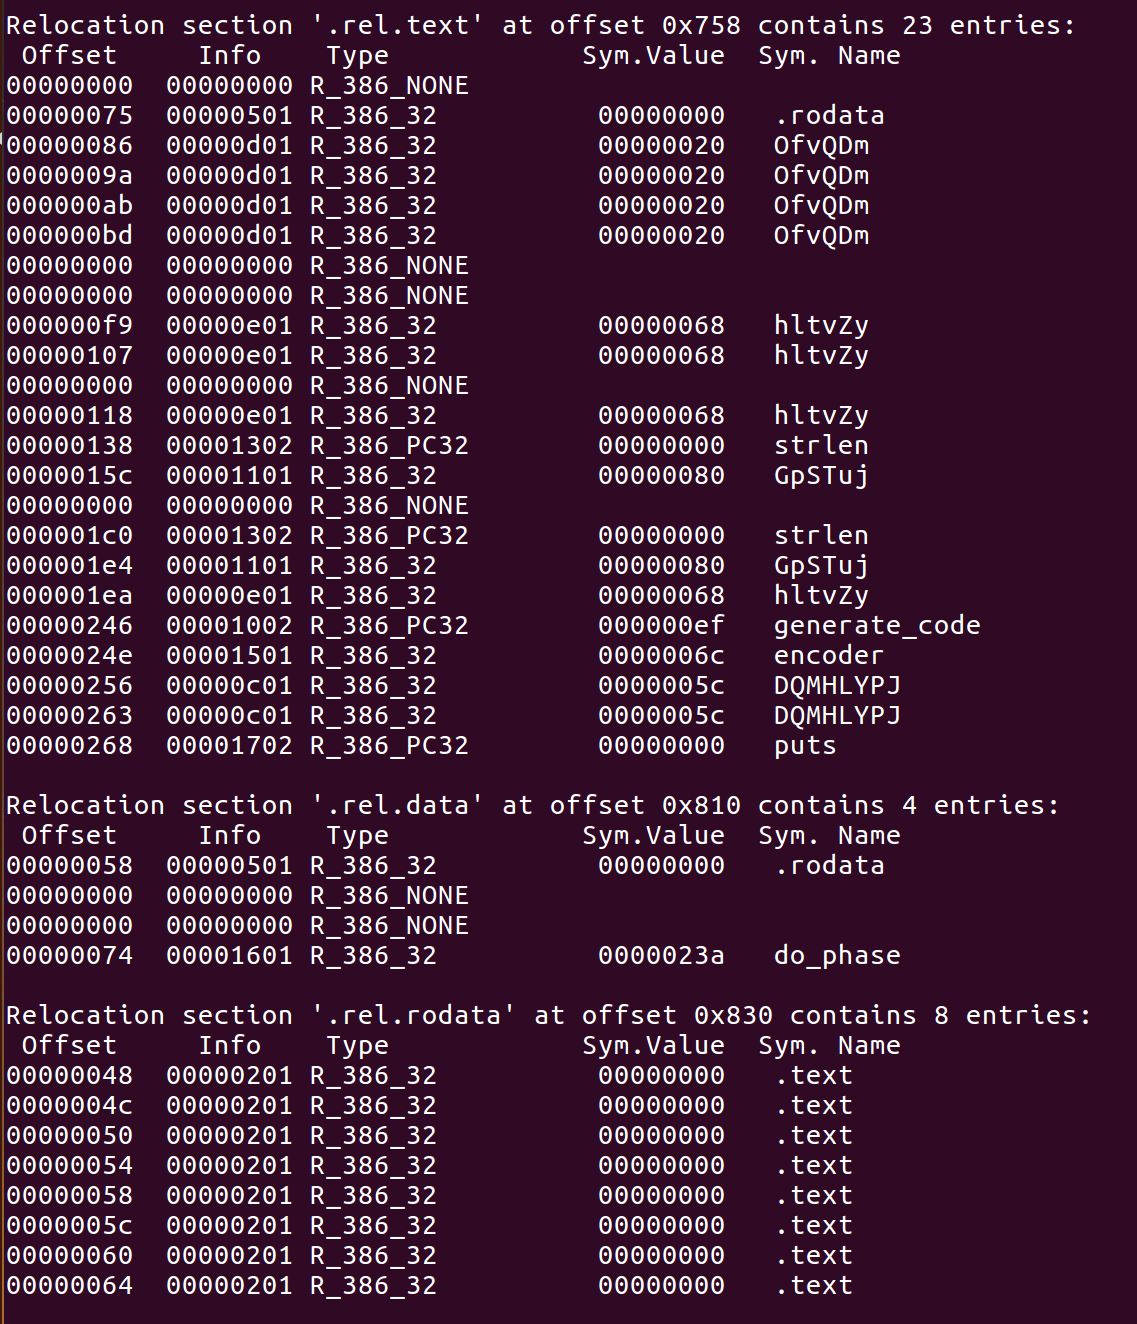 Relocation section '.rel.text' at offset 0x758 contains 23 entries:
 Offset     Info    Type            Sym.Value  Sym. Name
00000000  00000000 R_386_NONE
00000075  00000501 R_386_32          00000000   .rodata
00000086  00000d01 R_386_32          00000020   OfvQDm
0000009a  00000d01 R_386_32          00000020   OfvQDm
000000ab  00000d01 R_386_32          00000020   OfvQDm
000000bd  00000d01 R_386_32          00000020   OfvQDm
00000000  00000000 R_386_NONE
00000000  00000000 R_386_NONE
000000f9  00000e01 R_386_32          00000068   hltvZy
00000107  00000e01 R_386_32          00000068   hltvZy
00000000  00000000 R_386_NONE
00000118  00000e01 R_386_32          00000068   hltvZy
00000138  00001302 R_386_PC32        00000000   strlen
0000015c  00001101 R_386_32          00000080   GpSTuj
00000000  00000000 R_386_NONE
000001c0  00001302 R_386_PC32        00000000   strlen
000001e4  00001101 R_386_32          00000080   GpSTuj
000001ea  00000e01 R_386_32          00000068   hltvZy
00000246  00001002 R_386_PC32        000000ef   generate_code
0000024e  00001501 R_386_32          0000006c   encoder
00000256  00000c01 R_386_32          0000005c   DQMHLYPJ
00000263  00000c01 R_386_32          0000005c   DQMHLYPJ
00000268  00001702 R_386_PC32        00000000   puts

Relocation section '.rel.data' at offset 0x810 contains 4 entries:
 Offset     Info    Type            Sym.Value  Sym. Name
00000058  00000501 R_386_32          00000000   .rodata
00000000  00000000 R_386_NONE
00000000  00000000 R_386_NONE
00000074  00001601 R_386_32          0000023a   do_phase

Relocation section '.rel.rodata' at offset 0x830 contains 8 entries:
 Offset     Info    Type            Sym.Value  Sym. Name
00000048  00000201 R_386_32          00000000   .text
0000004c  00000201 R_386_32          00000000   .text
00000050  00000201 R_386_32          00000000   .text
00000054  00000201 R_386_32          00000000   .text
00000058  00000201 R_386_32          00000000   .text
0000005c  00000201 R_386_32          00000000   .text
00000060  00000201 R_386_32          00000000   .text
00000064  00000201 R_386_32          00000000   .text